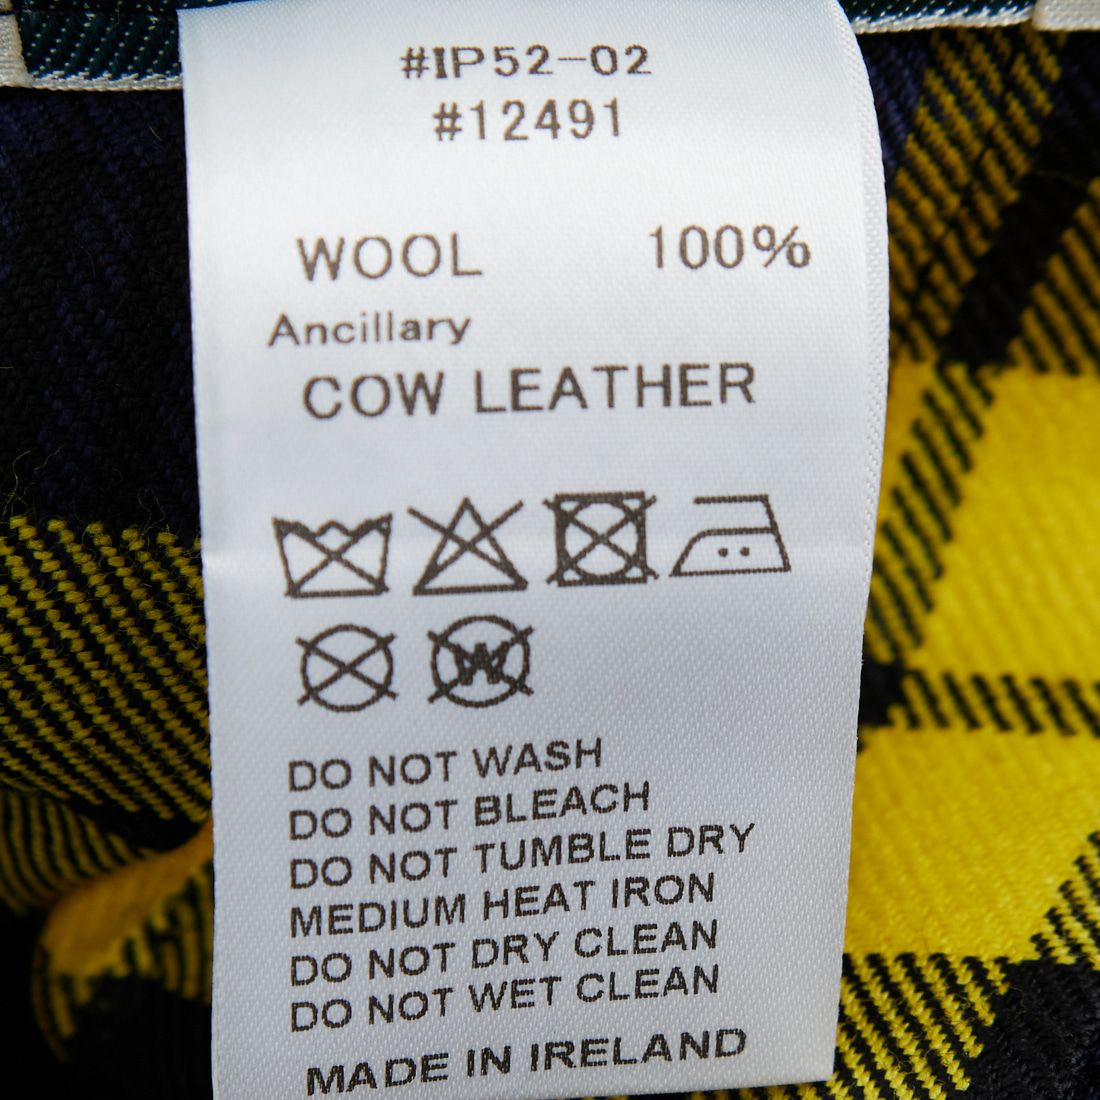 #IP52-02
#12491
WOOL 100%
Ancillary
COW LEATHER
W
DO NOT WASH
DO NOT BLEACH
DO NOT TUMBLE DRY
MEDIUM HEAT IRON
DO NOT DRY CLEAN
DO NOT WET CLEAN
MADE IN IRELAND